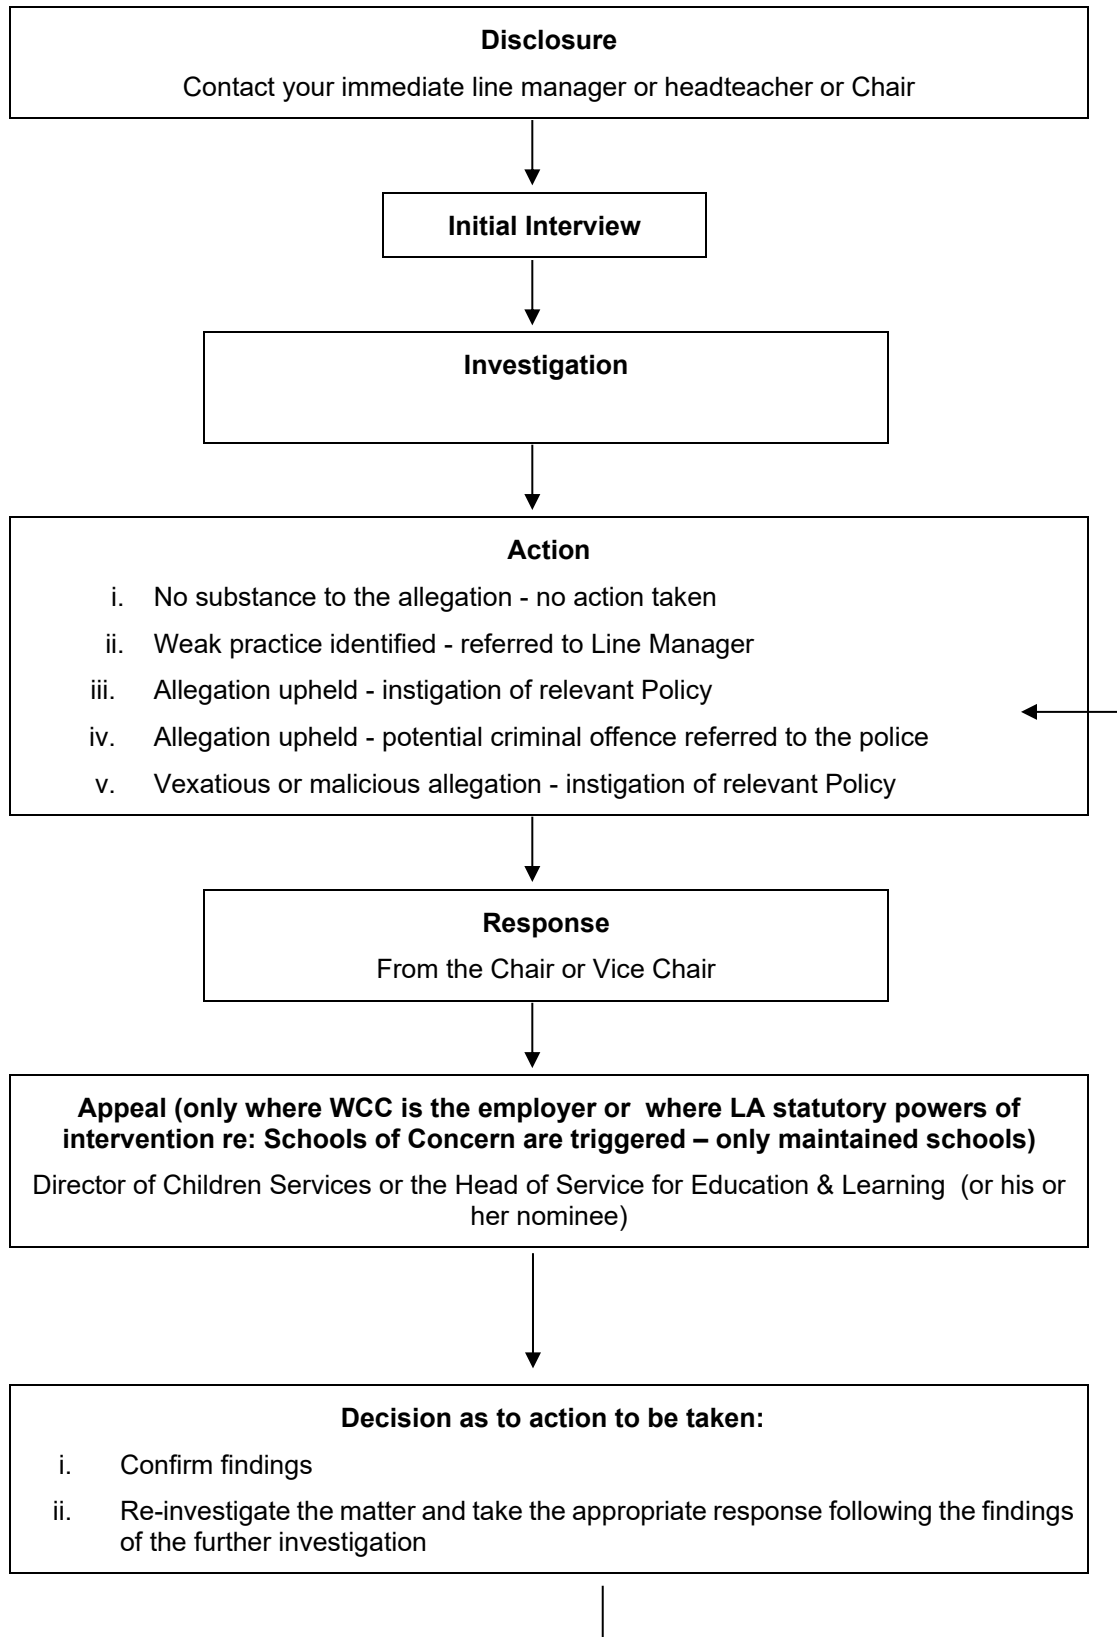 Disclosure
Contact your immediate line manager or headteacher or Chair
Initial Interview
Investigation
Action
i. No substance to the allegation - no action taken
ii. Weak practice identified - referred to Line Manager
iii. Allegation upheld - instigation of relevant Policy
iv. Allegation upheld - potential criminal offence referred to the police
v. Vexatious or malicious allegation - instigation of relevant Policy
Response
From the Chair or Vice Chair
Appeal (only where WCC is the employer or  where LA statutory powers of
intervention re: Schools of Concern are triggered – only maintained schools)
Director of Children Services or the Head of Service for Education & Learning  (or his or
her nominee)
Decision as to action to be taken:
i. Confirm findings
ii. Re-investigate the matter and take the appropriate response following the findings
of the further investigation